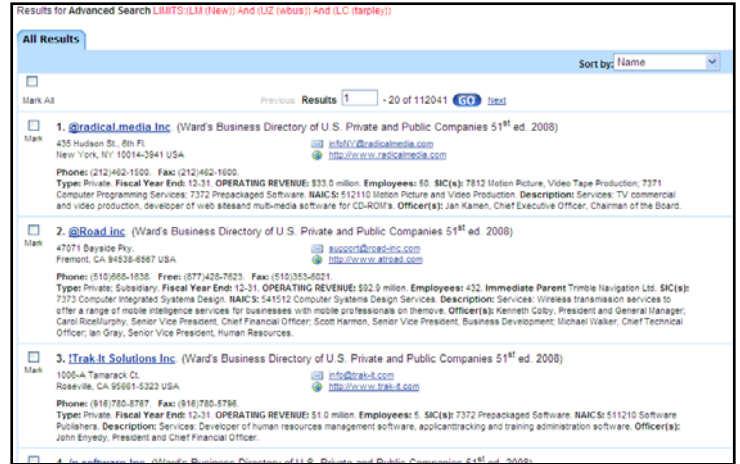 Results for Advanced Search LIMITS:(LM (New)) And (UZ (wbus)) And (LC (tarpley))
All Results
Sort by: Name
Mark All
Previous Results 1 - 20 of 112041 GO Next
Mark
1. @radical.media Inc. (Ward's Business Directory of U.S. Private and Public Companies 51st ed. 2008)
435 Hudson St., 6th Fl. infoNY@radicalmedia.com
New York, NY 10014-3941 USA http://www.radicalmedia.com
Phone: (212)462-1500. Fax: (212)462-1600.
Type: Private. Fiscal Year End: 12-31. OPERATING REVENUE: $33.0 million. Employees: 50. SIC(s): 7812 Motion Picture, Video Tape Production; 7371
Computer Programming Services; 7372 Prepackaged Software. NAICS: 512110 Motion Picture and Video Production. Description: Services: TV commercial
and video production, developer of web sitesand multi-media software for CD-ROM's. Officer(s): Jan Kamen, Chief Executive Officer, Chairman of the Board.
Mark
2. @Road inc. (Ward's Business Directory of U.S. Private and Public Companies 51st ed. 2008)
47071 Bayside Pky. support@road-inc.com
Fremont, CA 94538-6567 USA http://www.atroad.com
Phone: (510)668-1638. Free: (877)428-7623. Fax: (510)353-6021.
Type: Private; Subsidiary. Fiscal Year End: 12-31. OPERATING REVENUE: $92.9 million. Employees: 432. Immediate Parent Trimble Navigation Ltd. SIC(s):
7373 Computer Integrated Systems Design. NAICS: 541512 Computer Systems Design Services. Description: Services: Wireless transmission services to
offer a range of mobile intelligence services for businesses with mobile professionals on themove. Officer(s): Kenneth Colby, President and General Manager;
Carol RiceMurphy, Senior Vice President, Chief Financial Officer; Scott Harmon, Senior Vice President, Business Development; Michael Walker, Chief Technical
Officer; Ian Gray, Senior Vice President, Human Resources.
Mark
3. !Trak-It Solutions Inc. (Ward's Business Directory of U.S. Private and Public Companies 51st ed. 2008)
1006-A Tamarack Ct. info@trak-it.com
Roseville, CA 95661-5323 USA http://www.trak-it.com
Phone: (916)780-8767. Fax: (916)780-5796.
Type: Private. Fiscal Year End: 12-31. OPERATING REVENUE: $1.0 million. Employees: 5. SIC(s): 7372 Prepackaged Software. NAICS: 511210 Software
Publishers. Description: Services: Developer of human resources management software, applicanttracking and training administration software. Officer(s):
John Enyedy, President and Chief Financial Officer.